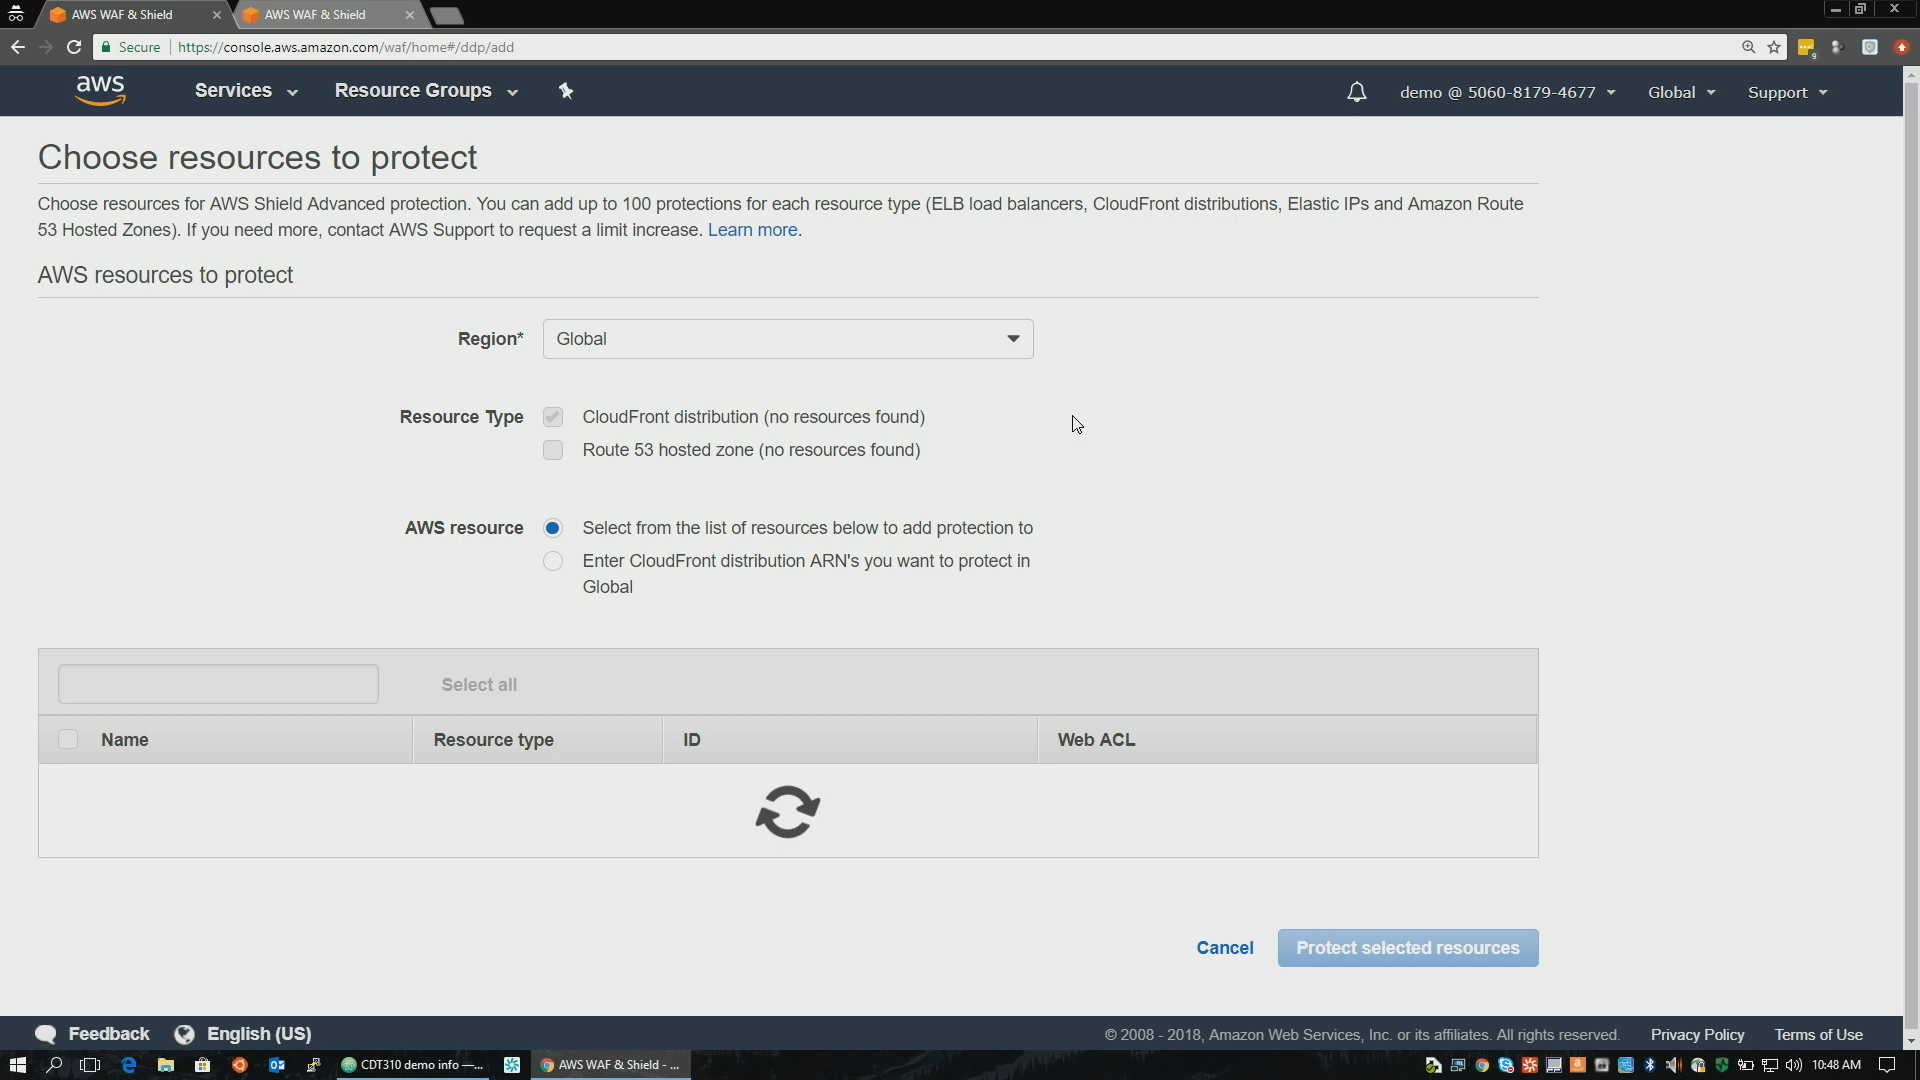 AWS WAF & Shield
AWS WAF & Shield
Secure
https://console.aws.amazon.com/waf/home#/ddp/add
9
aws
Services
Resource Groups
demo @ 5060-8179-4677
Global
Support
Choose resources to protect
Choose resources for AWS Shield Advanced protection. You can add up to 100 protections for each resource type (ELB load balancers, CloudFront distributions, Elastic IPs and Amazon Route
53 Hosted Zones). If you need more, contact AWS Support to request a limit increase. Learn more.
AWS resources to protect
Region*
Global
Resource Type
CloudFront distribution (no resources found)
Route 53 hosted zone (no resources found)
AWS resource
Select from the list of resources below to add protection to
Enter CloudFront distribution ARN's you want to protect in
Global
Select all
Name
Resource type
ID
Web ACL
Cancel
Protect selected resources
Feedback
English (US)
© 2008 - 2018, Amazon Web Services, Inc. or its affiliates. All rights reserved.
Privacy Policy
Terms of Use
CDT310 demo info —...
AWS WAF & Shield - ...
10:48 AM